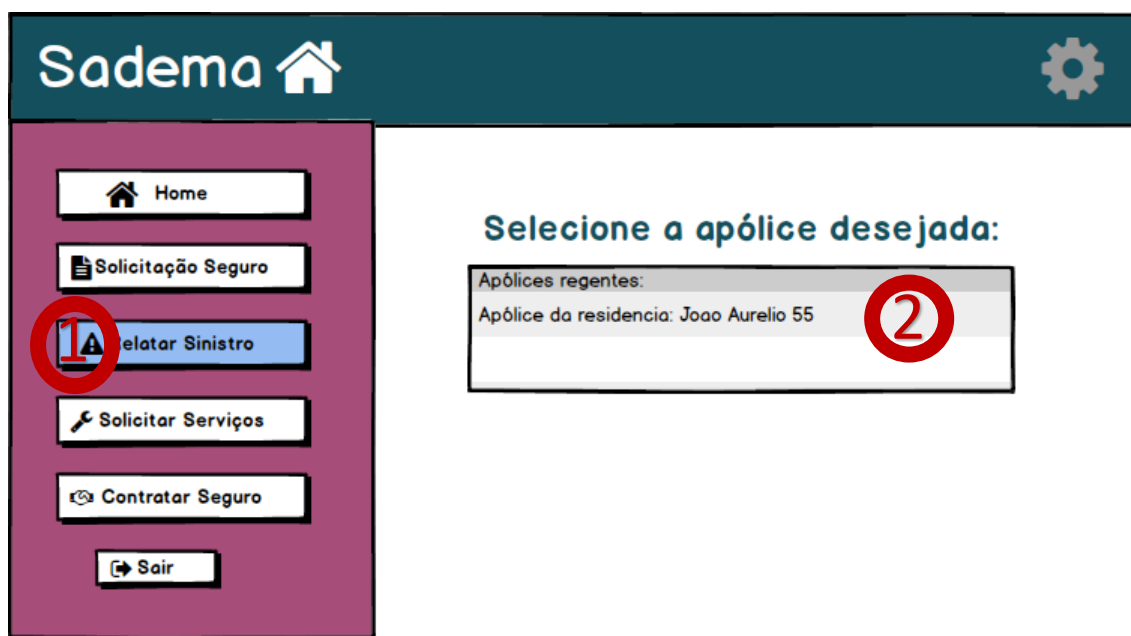 Sadema
Home
Solicitação Seguro
1
Relatar Sinistro
Solicitar Serviços
Contratar Seguro
Sair
Selecione a apólice desejada:
Apólices regentes:
Apólice da residencia: Joao Aurelio 55
2